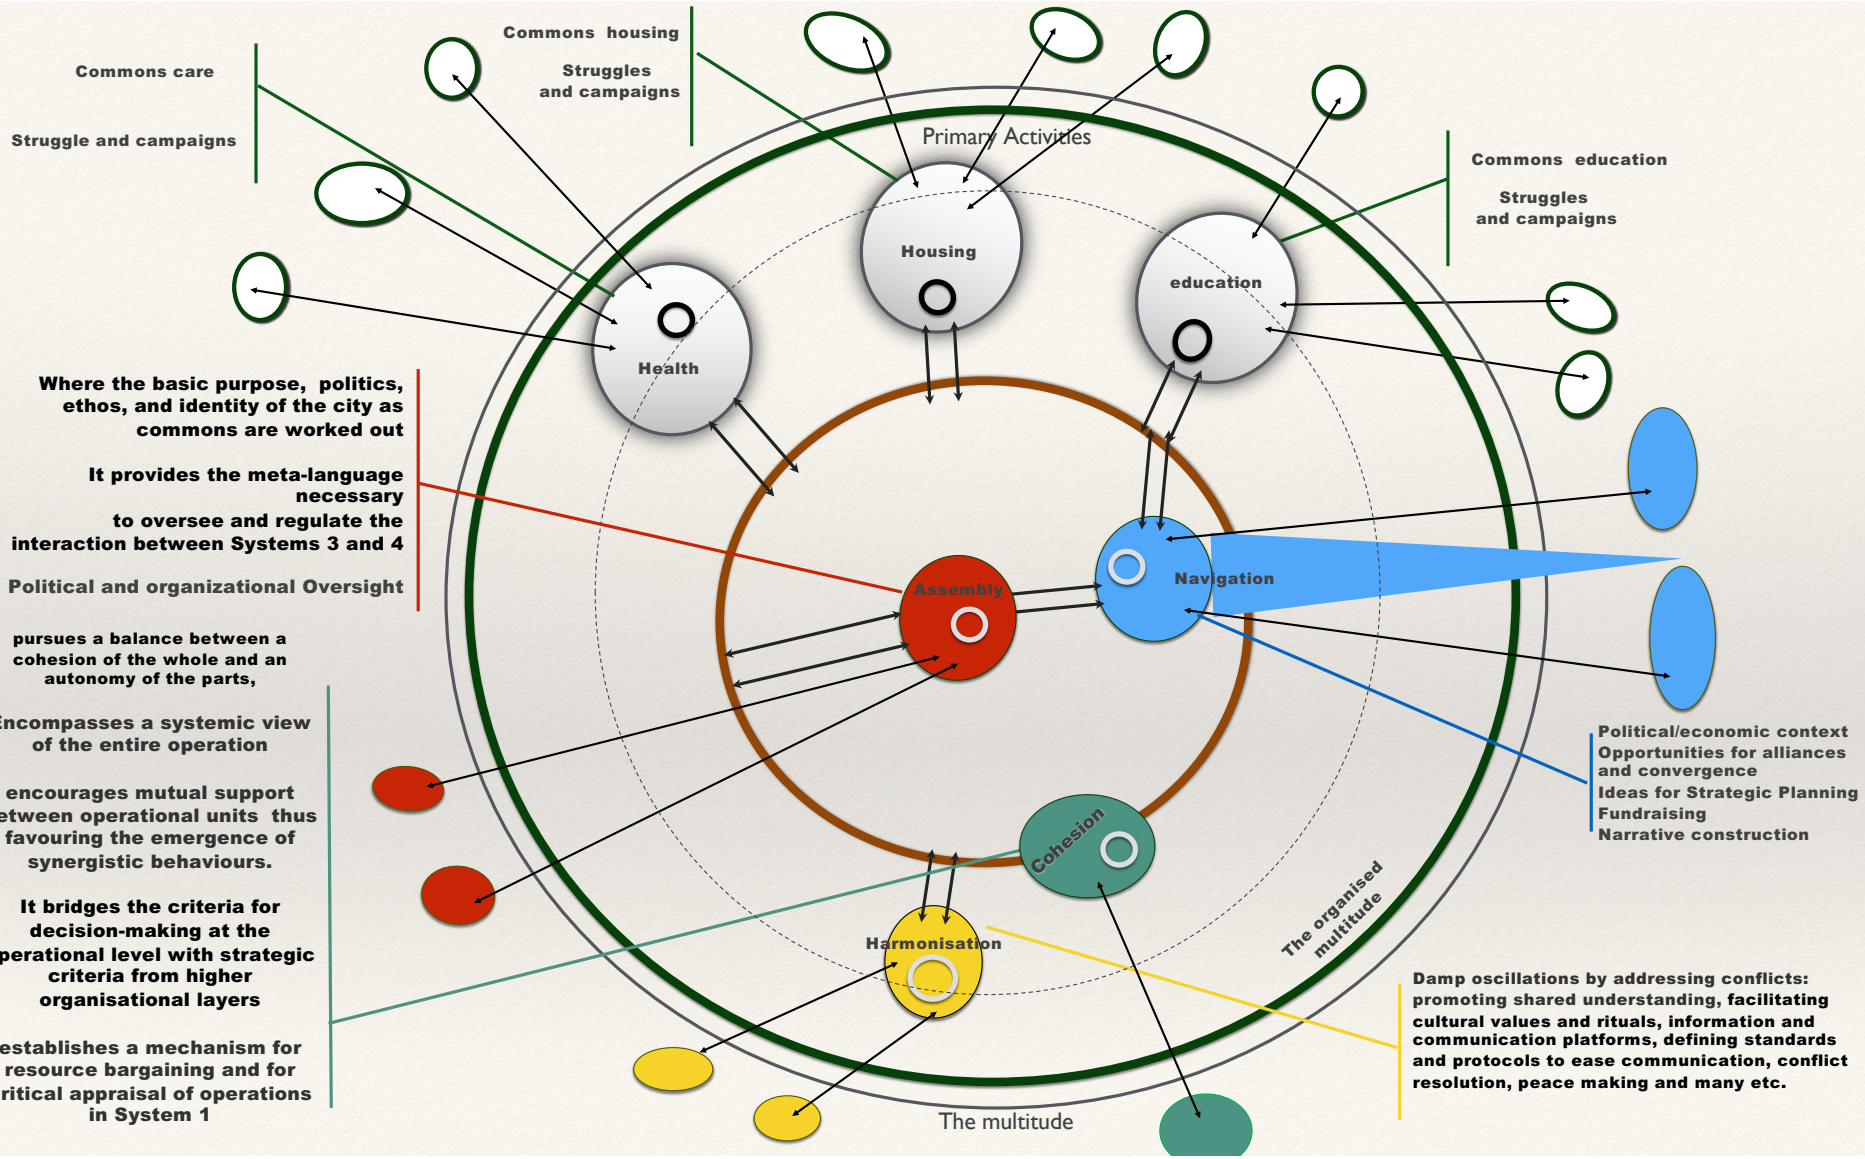 Commons care
Struggle and campaigns
Commons housing
Struggles
and campaigns
Primary Activities
Commons education
Struggles
and campaigns
Housing
education
Health
Where the basic purpose, politics,
ethos, and identity of the city as
commons are worked out
It provides the meta-language
necessary
to oversee and regulate the
interaction between Systems 3 and 4
Political and organizational Oversight
Assembly
Navigation
pursues a balance between a
cohesion of the whole and an
autonomy of the parts,
Encompasses a systemic view
of the entire operation
encourages mutual support
etween operational units thus
favouring the emergence of
synergistic behaviours.
It bridges the criteria for
decision-making at the
perational level with strategic
criteria from higher
organisational layers
establishes a mechanism for
resource bargaining and for
ritical appraisal of operations
in System 1
Political/economic context
Opportunities for alliances
and convergence
Ideas for Strategic Planning
Fundraising
Narrative construction
Cohesion
Harmonisation
The organised
multitude
Damp oscillations by addressing conflicts:
promoting shared understanding, facilitating
cultural values and rituals, information and
communication platforms, defining standards
and protocols to ease communication, conflict
resolution, peace making and many etc.
The multitude